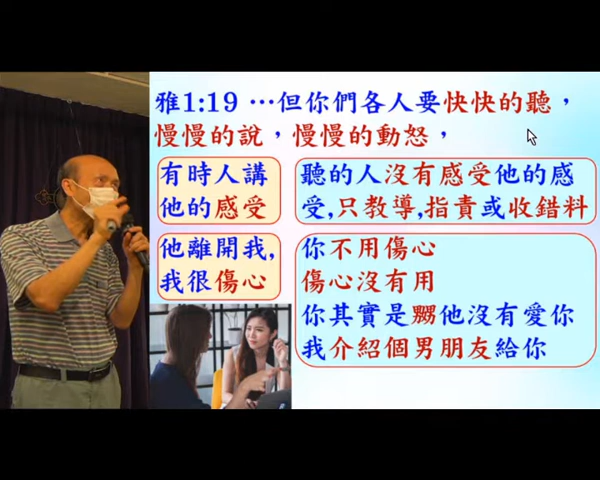 雅1:19 …但你們各人要快快的聽，
慢慢的說，慢慢的動怒，
有時人講
他的感受
聽的人沒有感受他的感
受,只教導,指責或收錯料
他離開我,
我很傷心
你不用傷心
傷心沒有用
你其實是嬲他沒有愛你
我介紹個男朋友給你